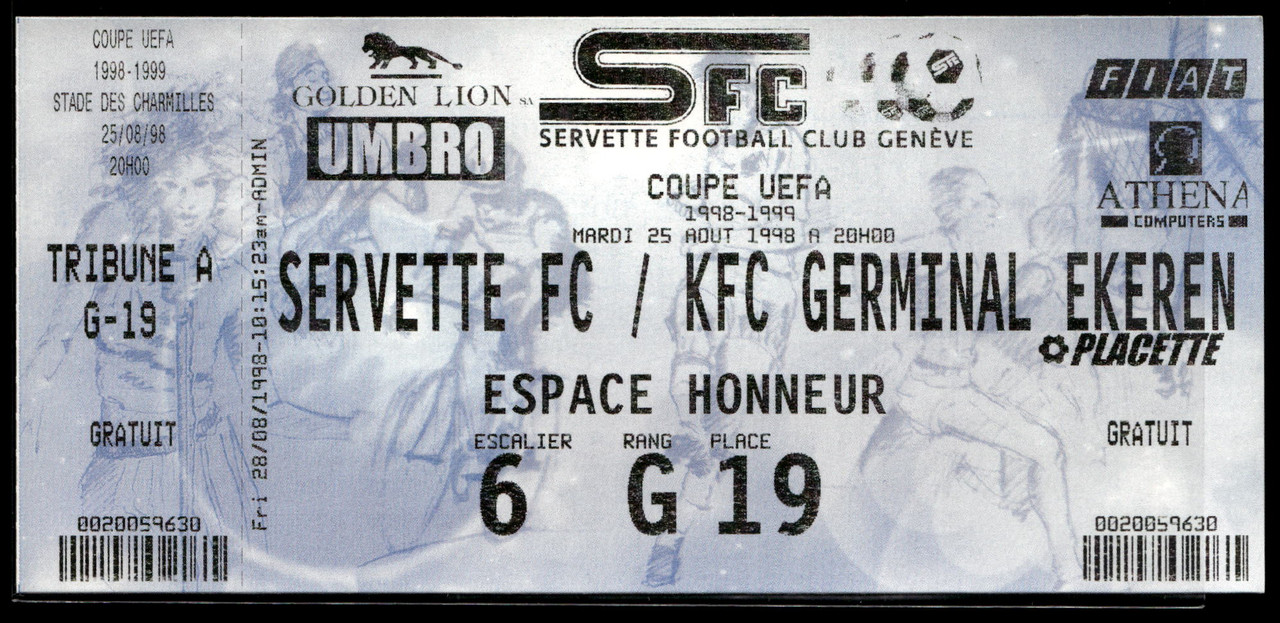 COUPE UEFA
1998-1999
STADE DES CHARMILLES
25/08/98
20H00
TRIBUNE A
G-19
GRATUIT
0020059630
Fri 28/08/1998-10:15:23am-ADMIN
GOLDEN LION SA
UMBRO
SFC
SERVETTE FOOTBALL CLUB GENÈVE
COUPE UEFA
1998-1999
MARDI 25 AOUT 1998 A 20H00
SERVETTE FC / KFC GERMINAL EKEREN
ESPACE HONNEUR
ESCALIER RANG PLACE
6 G 19
FIAT
ATHENA
COMPUTERS
PLACETTE
GRATUIT
0020059630